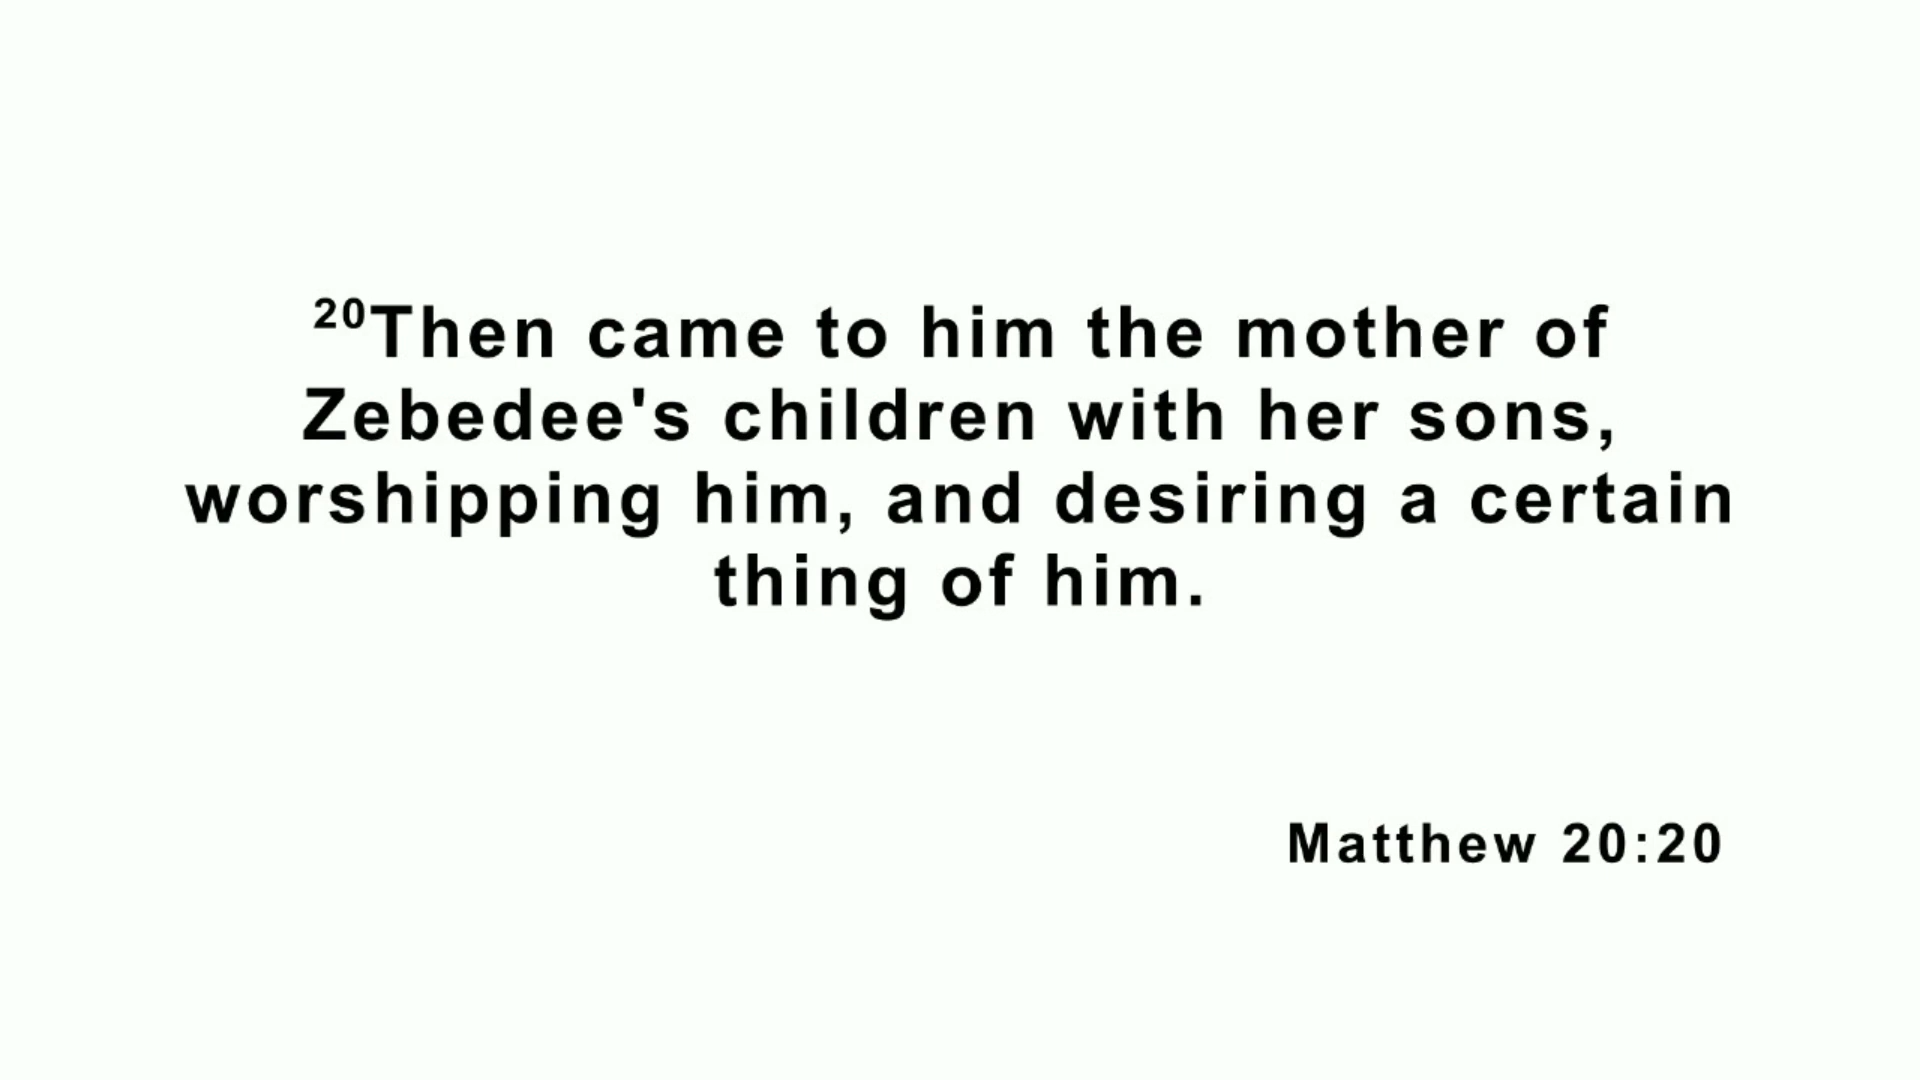 20Then came to him the mother of
Zebedee's children with her sons,
worshipping him, and desiring a certain
thing of him.
Matthew 20:20